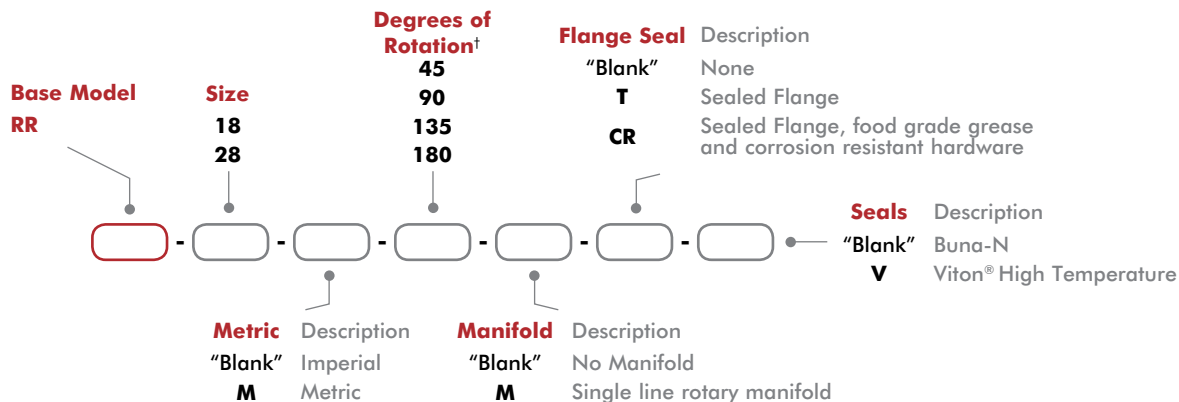 Base Model
RR
Size
18
28
Degrees of
Rotation†
45
90
135
180
Flange Seal Description
"Blank" None
T Sealed Flange
CR Sealed Flange, food grade grease
and corrosion resistant hardware
- - - - - -
Seals Description
"Blank" Buna-N
V Viton® High Temperature
Metric Description
"Blank" Imperial
M Metric
Manifold Description
"Blank" No Manifold
M Single line rotary manifold